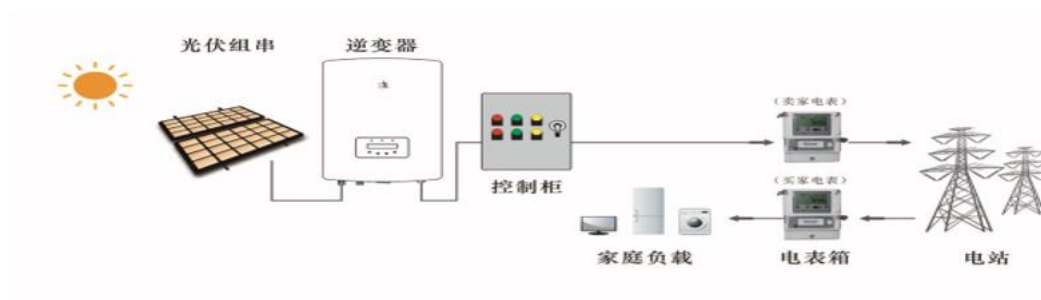 光伏组串
逆变器
（卖家电表）
控制柜
（买家电表）
家庭负载
电表箱
电站